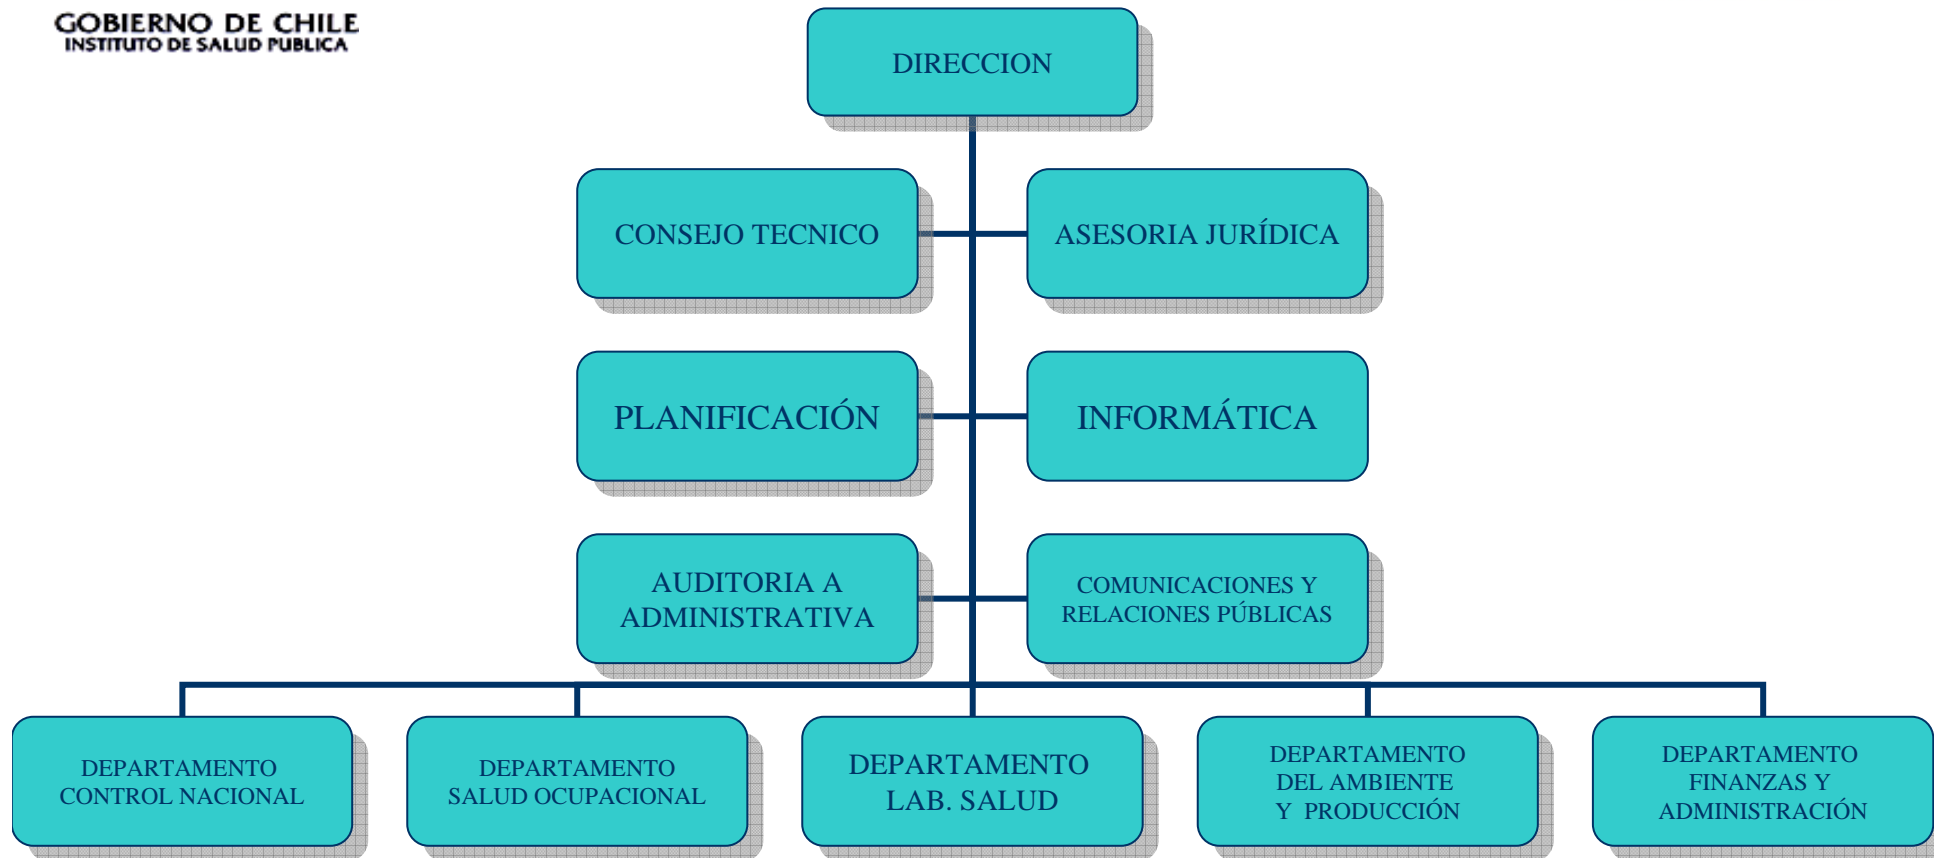 GOBIERNO DE CHILE
INSTITUTO DE SALUD PUBLICA
DIRECCION
CONSEJO TECNICO
ASESORIA JURÍDICA
PLANIFICACIÓN
INFORMÁTICA
AUDITORIA A
ADMINISTRATIVA
COMUNICACIONES Y
RELACIONES PÚBLICAS
DEPARTAMENTO
CONTROL NACIONAL
DEPARTAMENTO
SALUD OCUPACIONAL
DEPARTAMENTO
LAB. SALUD
DEPARTAMENTO
DEL AMBIENTE
Y PRODUCCIÓN
DEPARTAMENTO
FINANZAS Y
ADMINISTRACIÓN